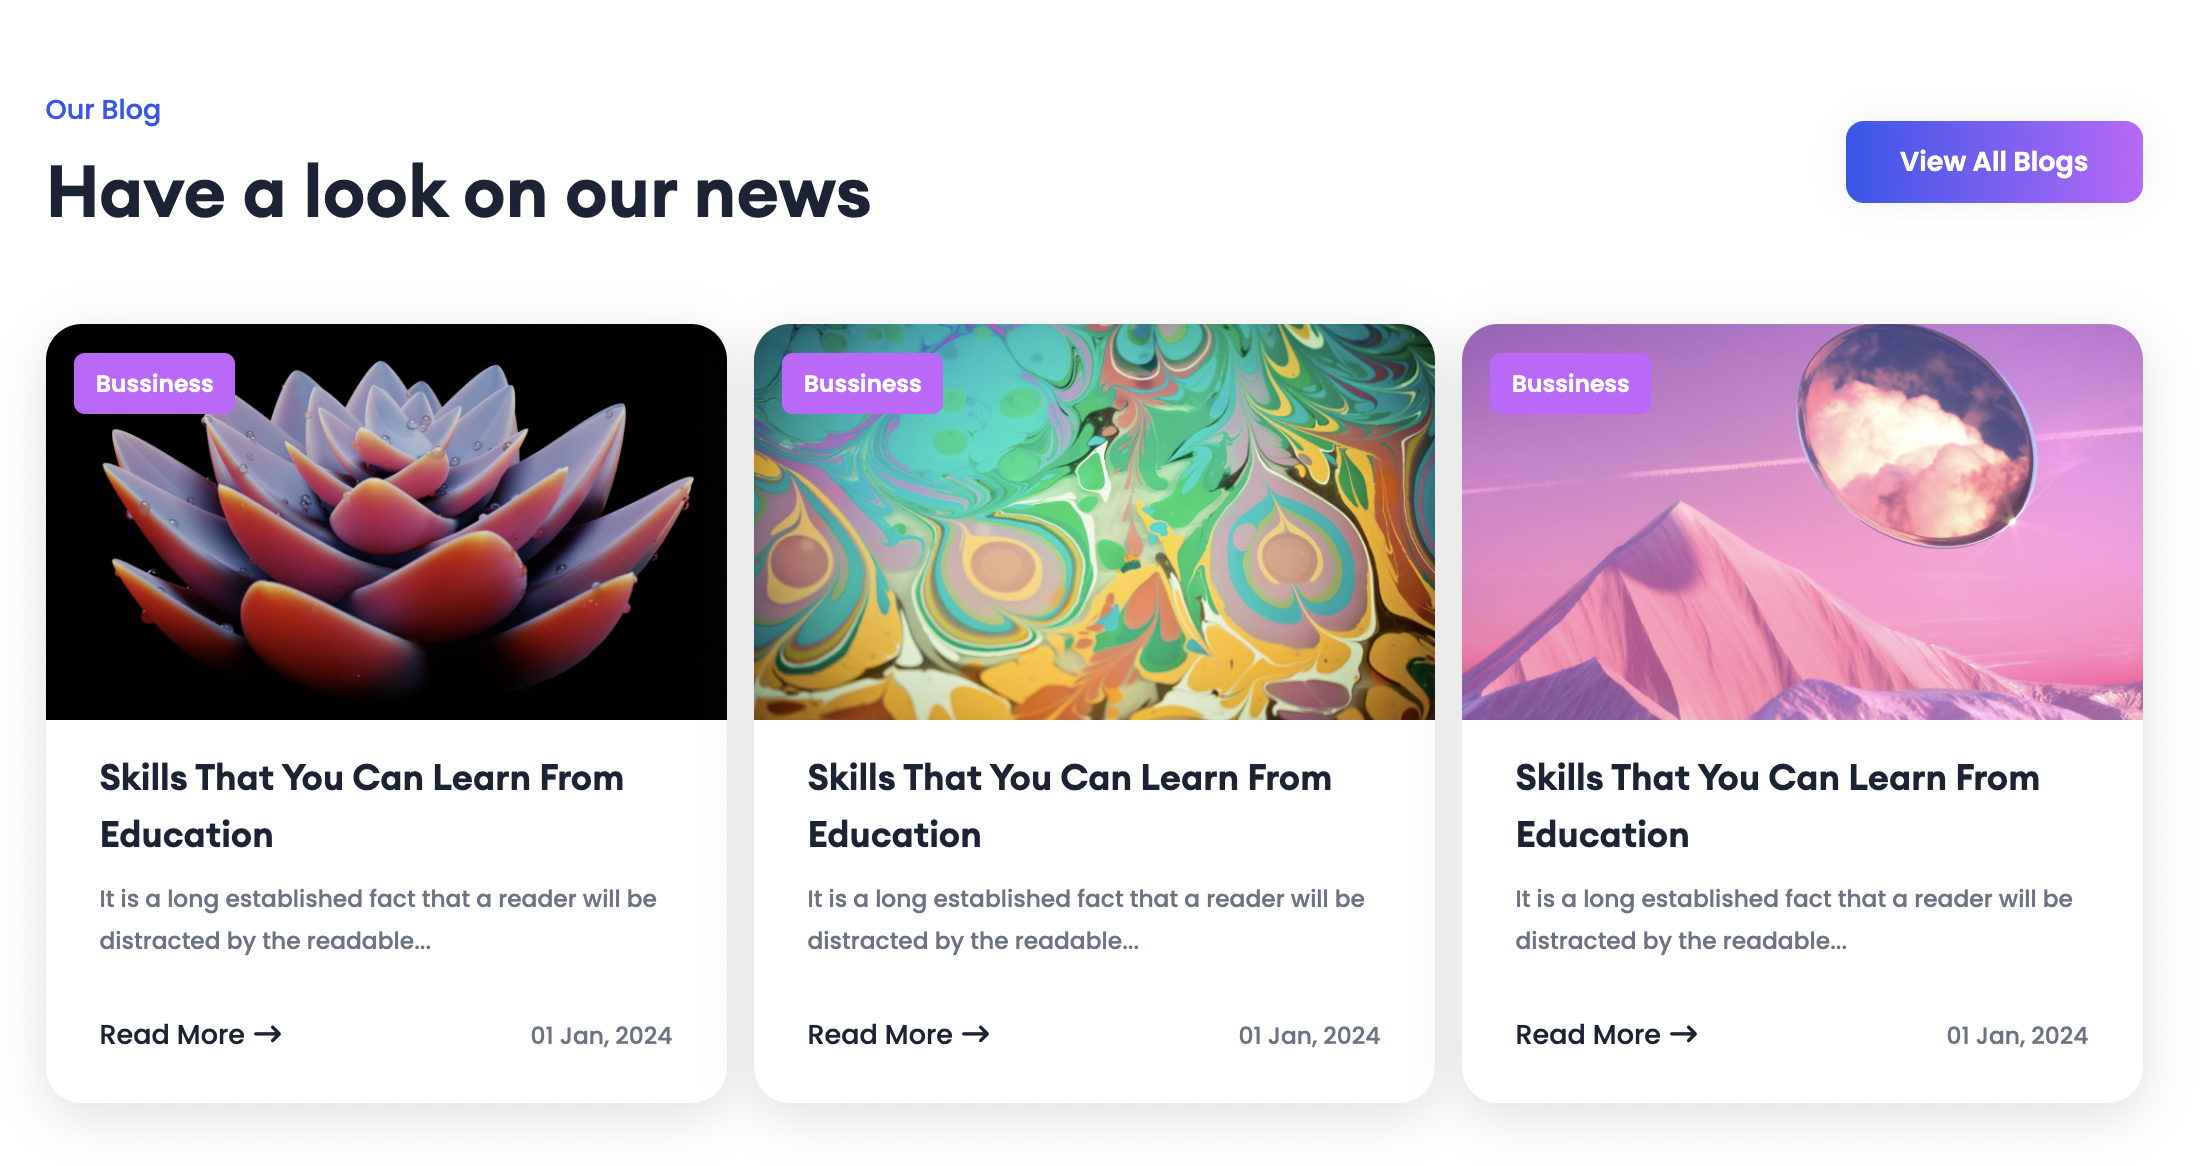 Our Blog
Have a look on our news
View All Blogs
Bussiness
Skills That You Can Learn From
Education
It is a long established fact that a reader will be
distracted by the readable...
Read More →
01 Jan, 2024
Bussiness
Skills That You Can Learn From
Education
It is a long established fact that a reader will be
distracted by the readable...
Read More →
01 Jan, 2024
Bussiness
Skills That You Can Learn From
Education
It is a long established fact that a reader will be
distracted by the readable...
Read More →
01 Jan, 2024